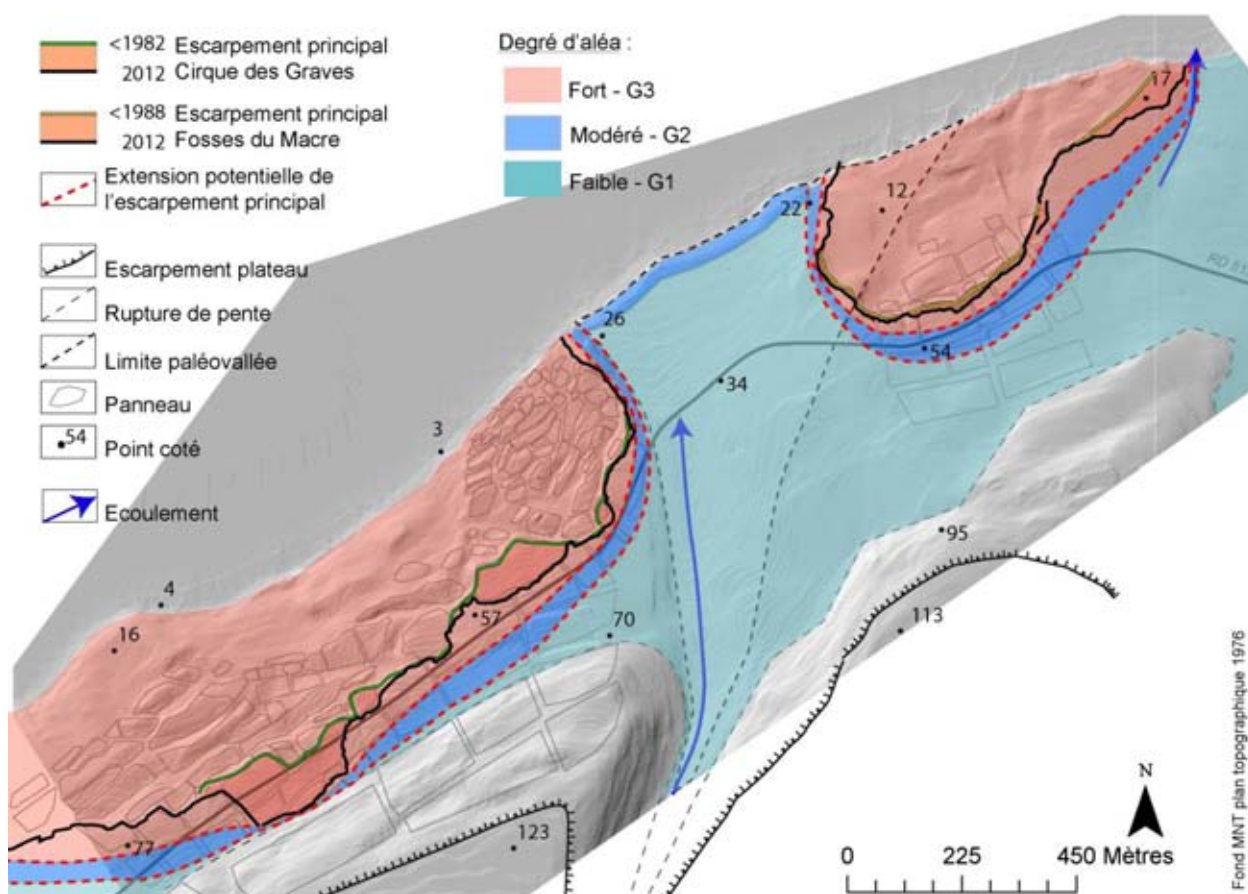 <1982 Escarpement principal
2012 Cirque des Graves
<1988 Escarpement principal
2012 Fosses du Macre
Extension potentielle de
l'escarpement principal
Escarpement plateau
Rupture de pente
Limite paléovallée
Panneau
54 Point coté
Ecoulement
Degré d'aléa :
Fort - G3
Modéré - G2
Faible - G1
17
12
22
RD
26
54
34
3
95
4
57
70
113
16
77
123
N
0 225 450 Mètres
Fond MNT plan topographique 1976